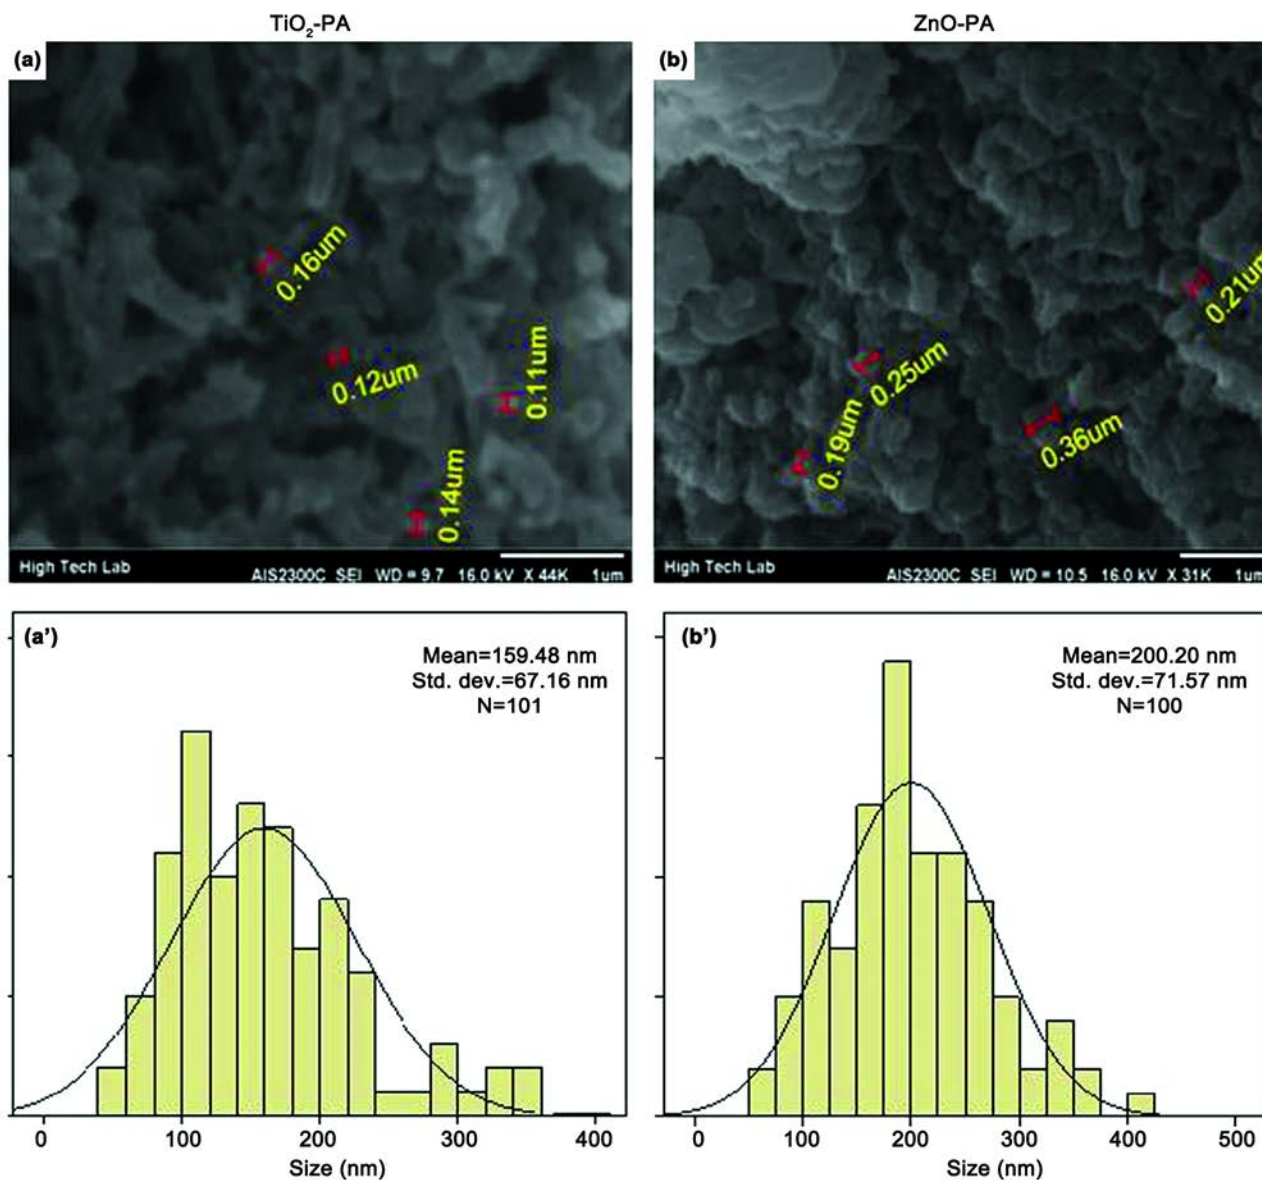 TiO₂-PA
ZnO-PA
(a)
0.16um
0.12um
0.11um
0.14um
High Tech Lab
AIS2300C SEI WD = 9.7 16.0 kV X 44K 1um
(b)
0.21um
0.25um
0.19um
0.36um
High Tech Lab
AIS2300C SEI WD = 10.5 16.0 kV X 31K 1um
(a')
Mean=159.48 nm
Std. dev.=67.16 nm
N=101
0 100 200 300 400
Size (nm)
(b')
Mean=200.20 nm
Std. dev.=71.57 nm
N=100
0 100 200 300 400 500
Size (nm)